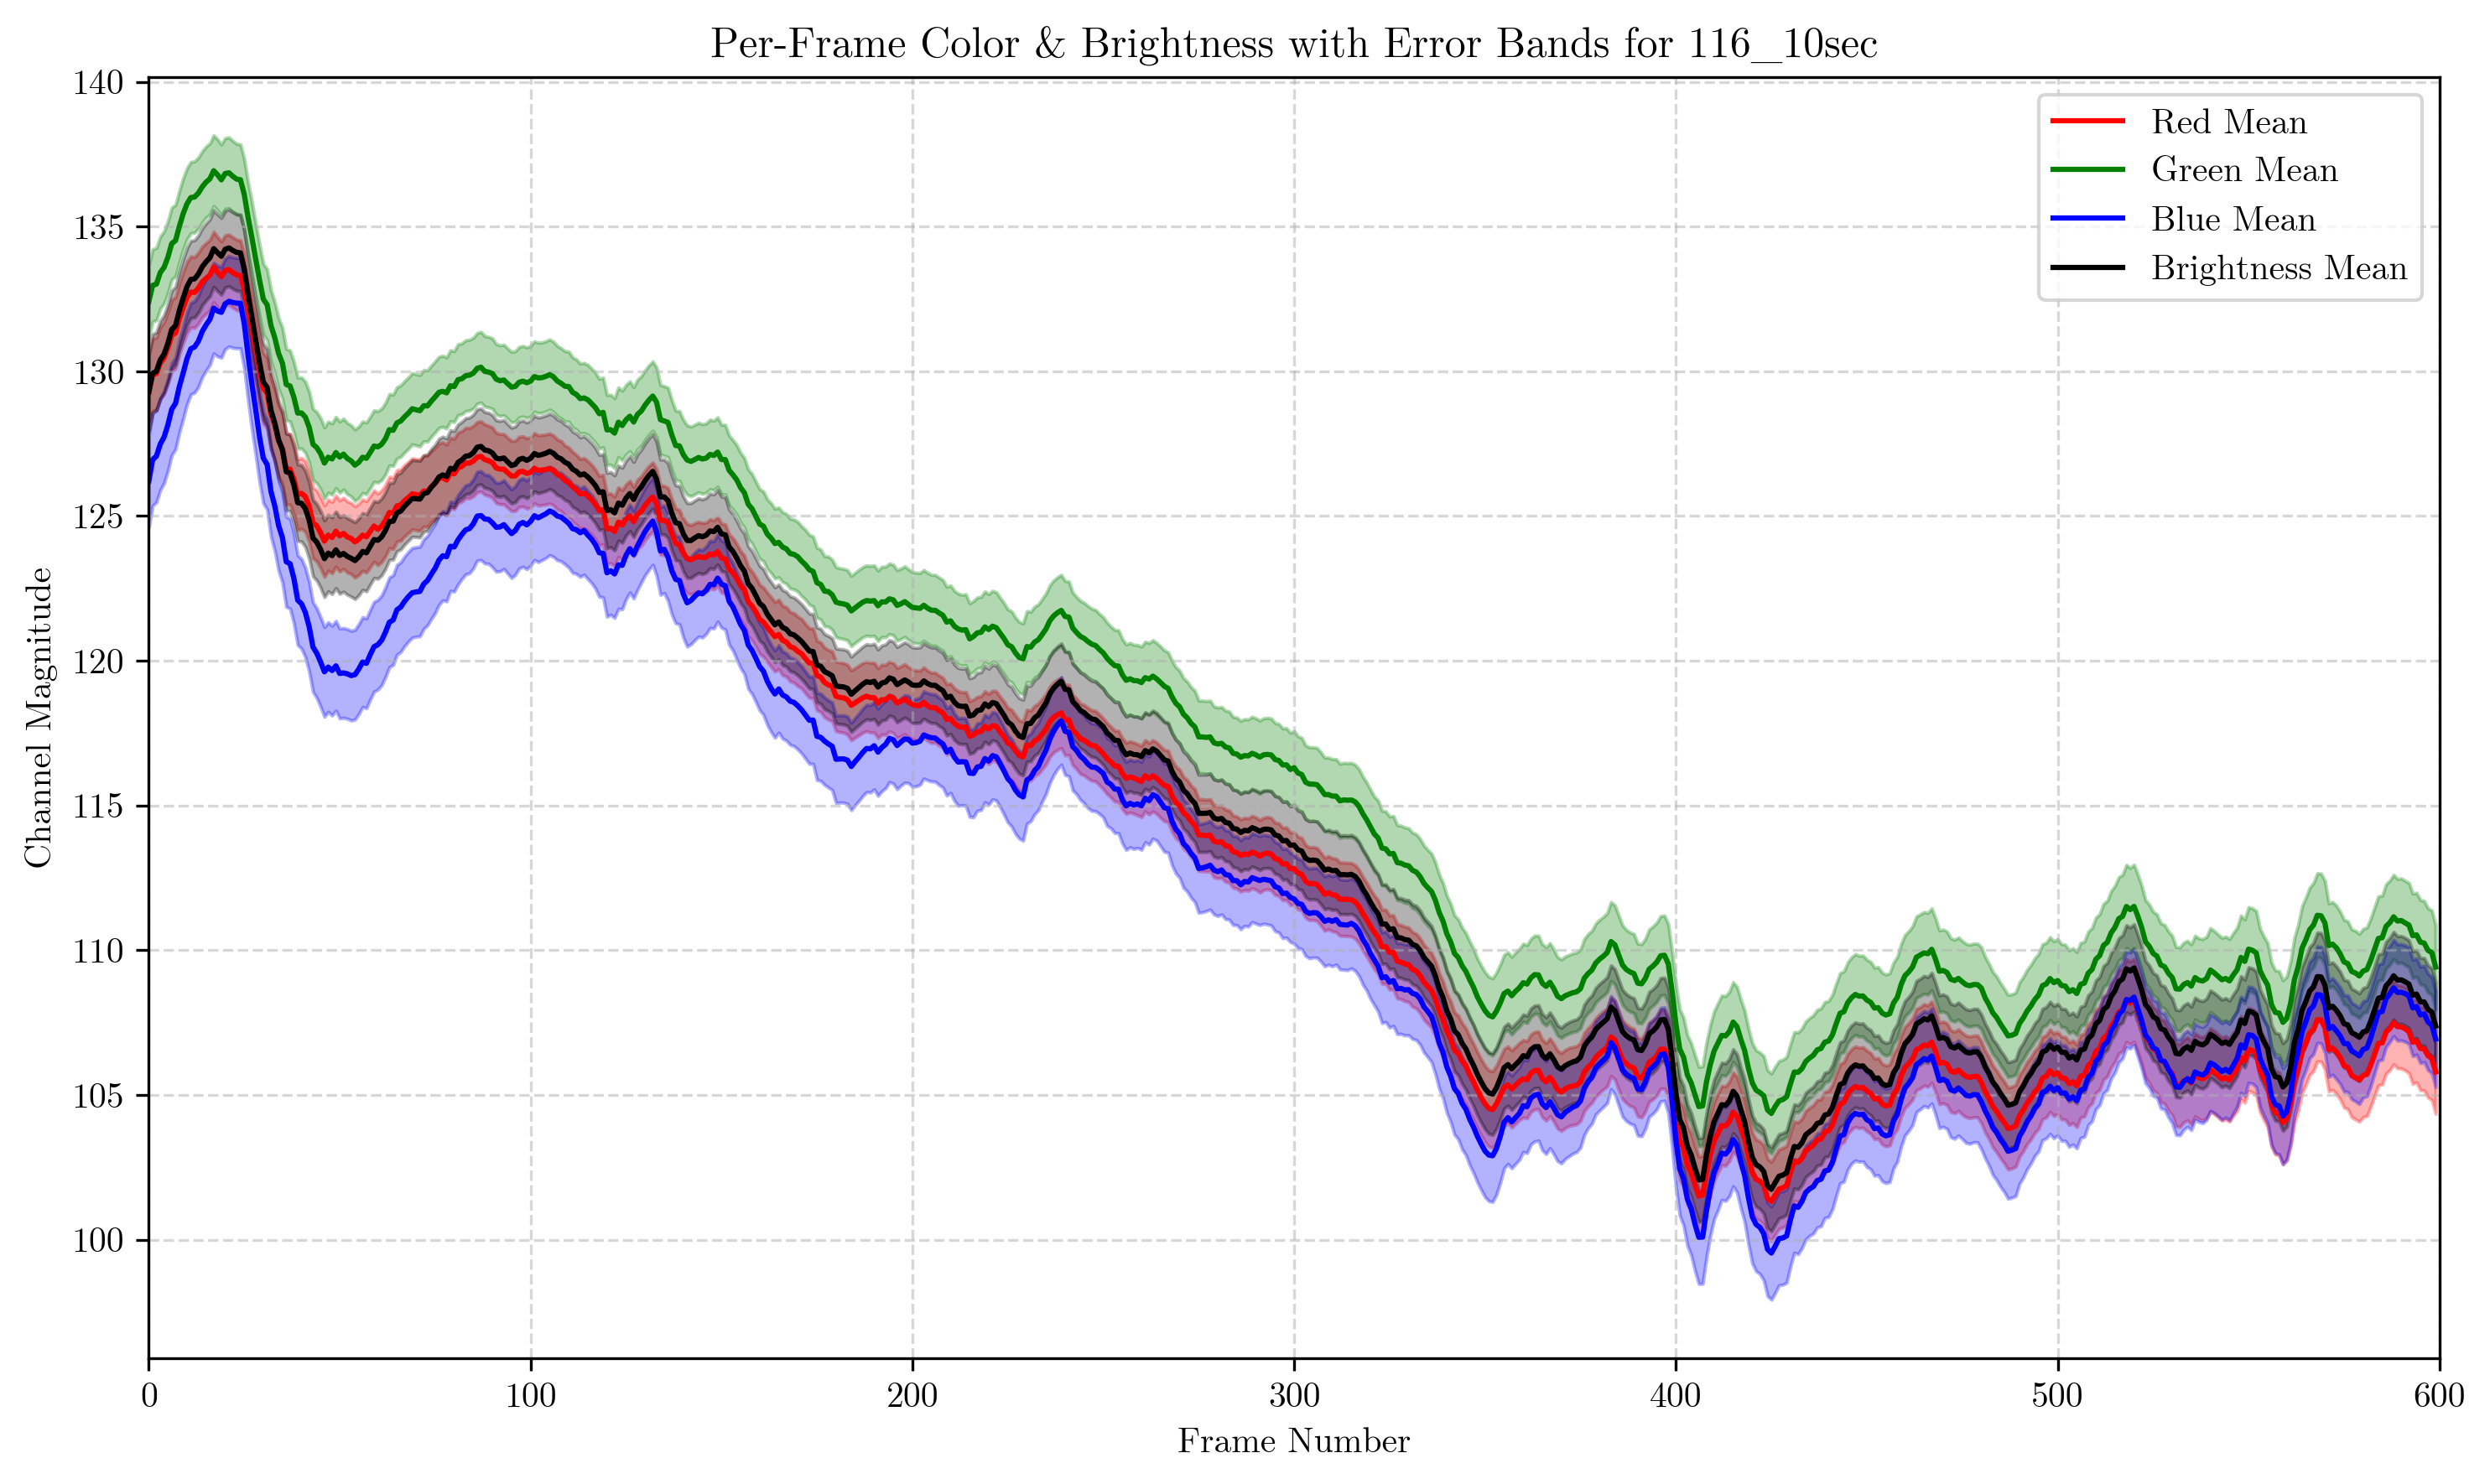 Per-Frame Color & Brightness with Error Bands for 116_10sec
Red Mean
Green Mean
Blue Mean
Brightness Mean
Channel Magnitude
140
135
130
125
120
115
110
105
100
0 100 200 300 400 500 600
Frame Number